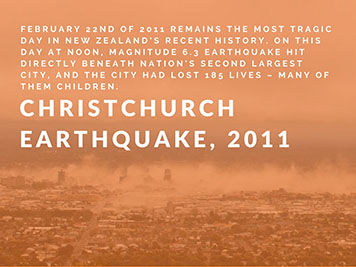 FEBRUARY 22ND OF 2011 REMAINS THE MOST TRAGIC
DAY IN NEW ZEALAND'S RECENT HISTORY. ON THIS
DAY AT NOON, MAGNITUDE 6.3 EARTHQUAKE HIT
DIRECTLY BENEATH NATION'S SECOND LARGEST
CITY, AND THE CITY HAD LOST 185 LIVES – MANY OF
THEM CHILDREN.
CHRISTCHURCH
EARTHQUAKE, 2011